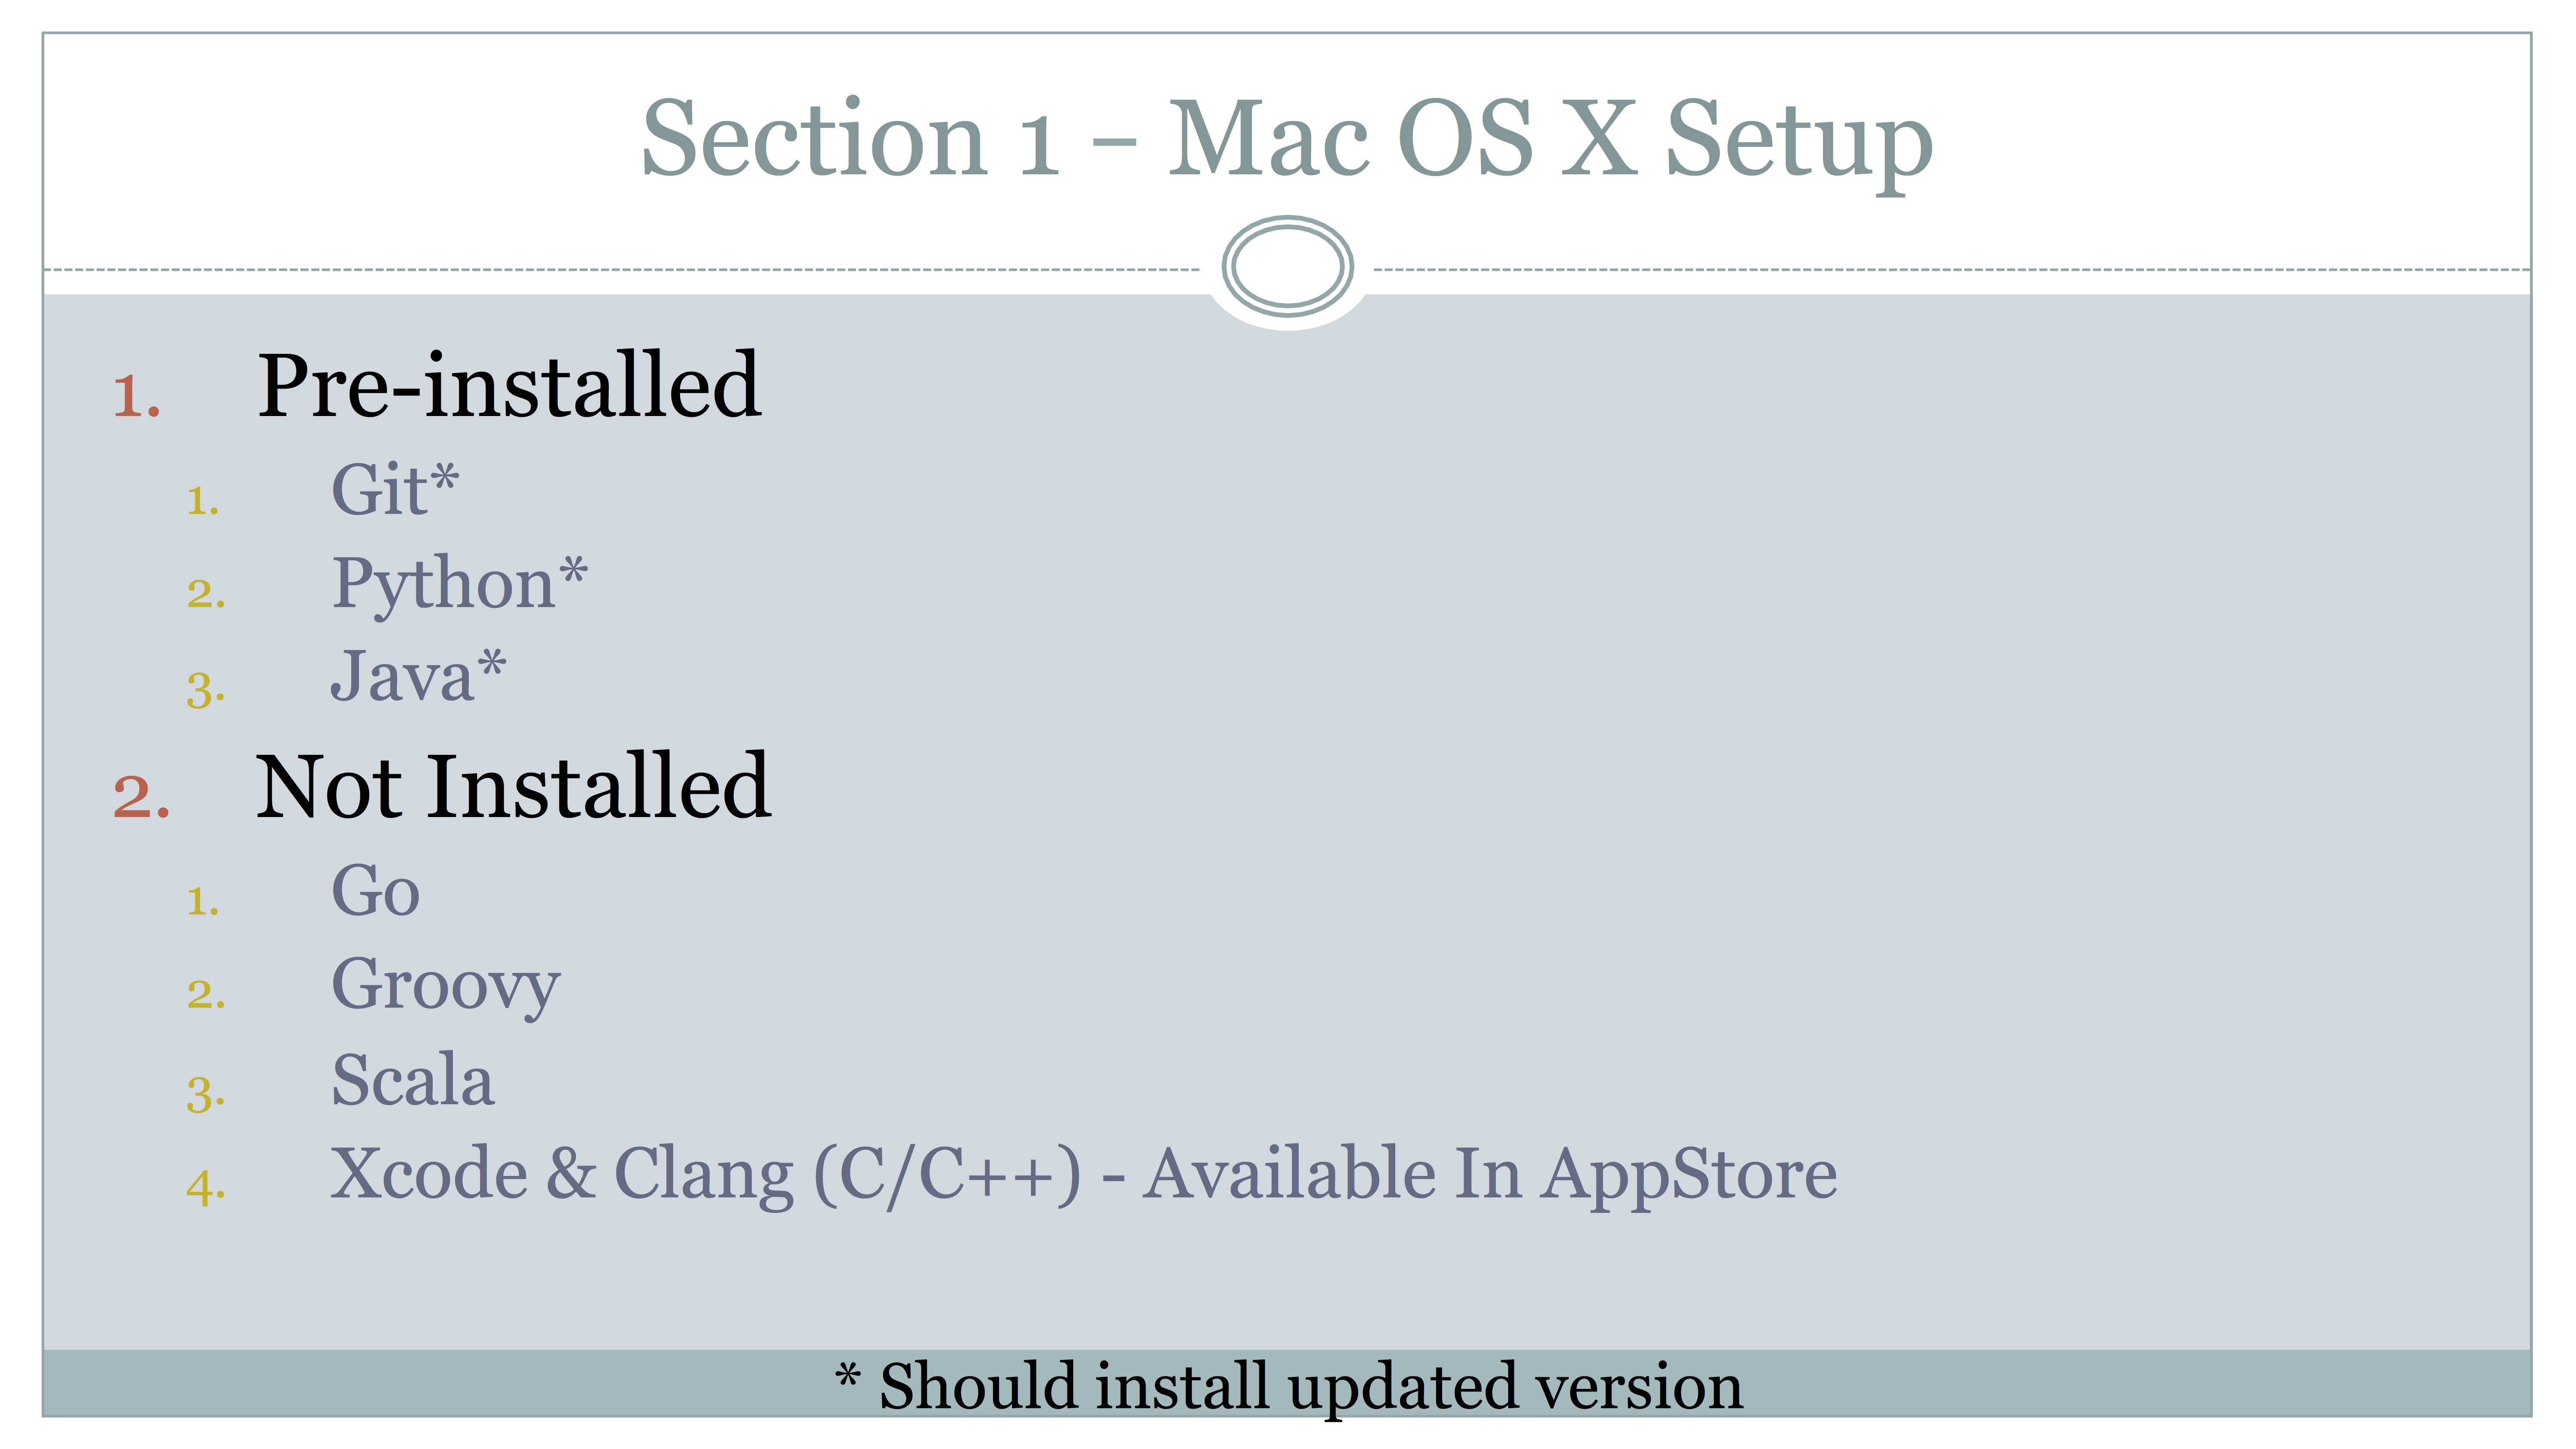 Section 1 – Mac OS X Setup
1. Pre-installed
1. Git*
2. Python*
3. Java*
2. Not Installed
1. Go
2. Groovy
3. Scala
4. Xcode & Clang (C/C++) - Available In AppStore
* Should install updated version